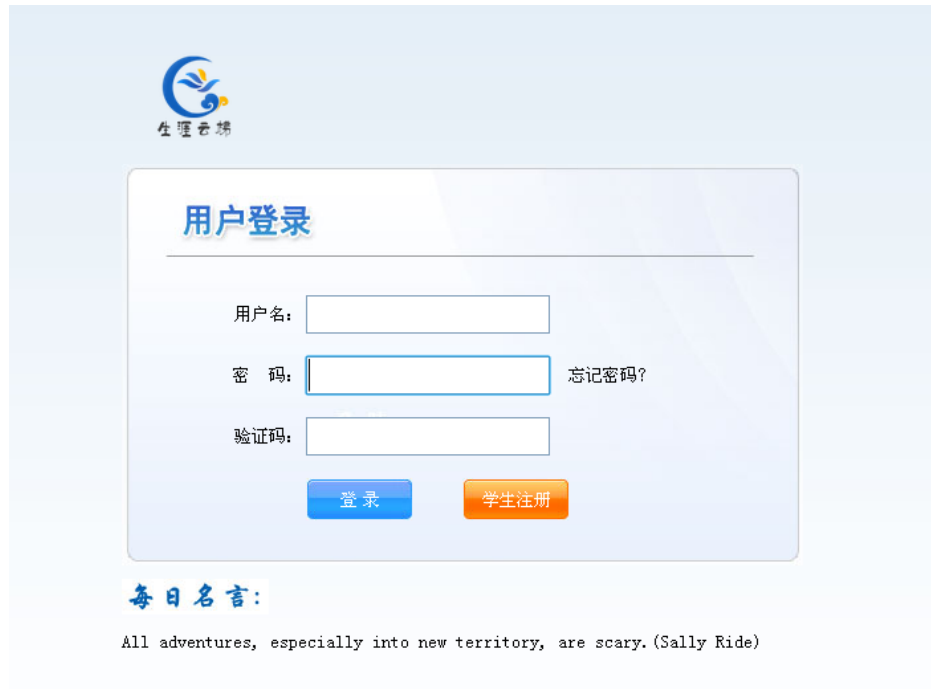 生涯云梯
用户登录
用户名：
密 码： 忘记密码?
验证码：
登 录 学生注册
每日名言：
All adventures, especially into new territory, are scary.(Sally Ride)